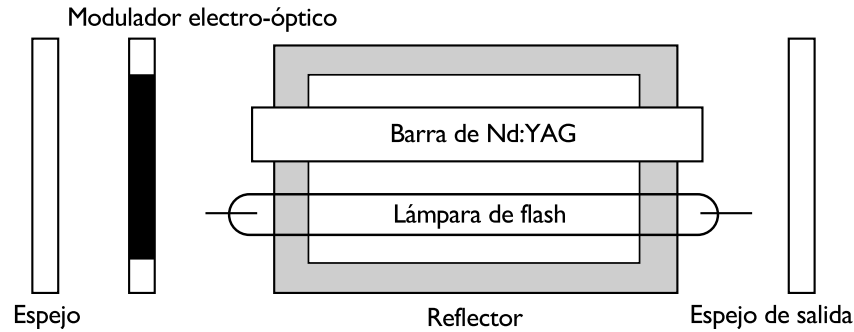 Modulador electro-óptico
Barra de Nd:YAG
Lámpara de flash
Espejo
Reflector
Espejo de salida